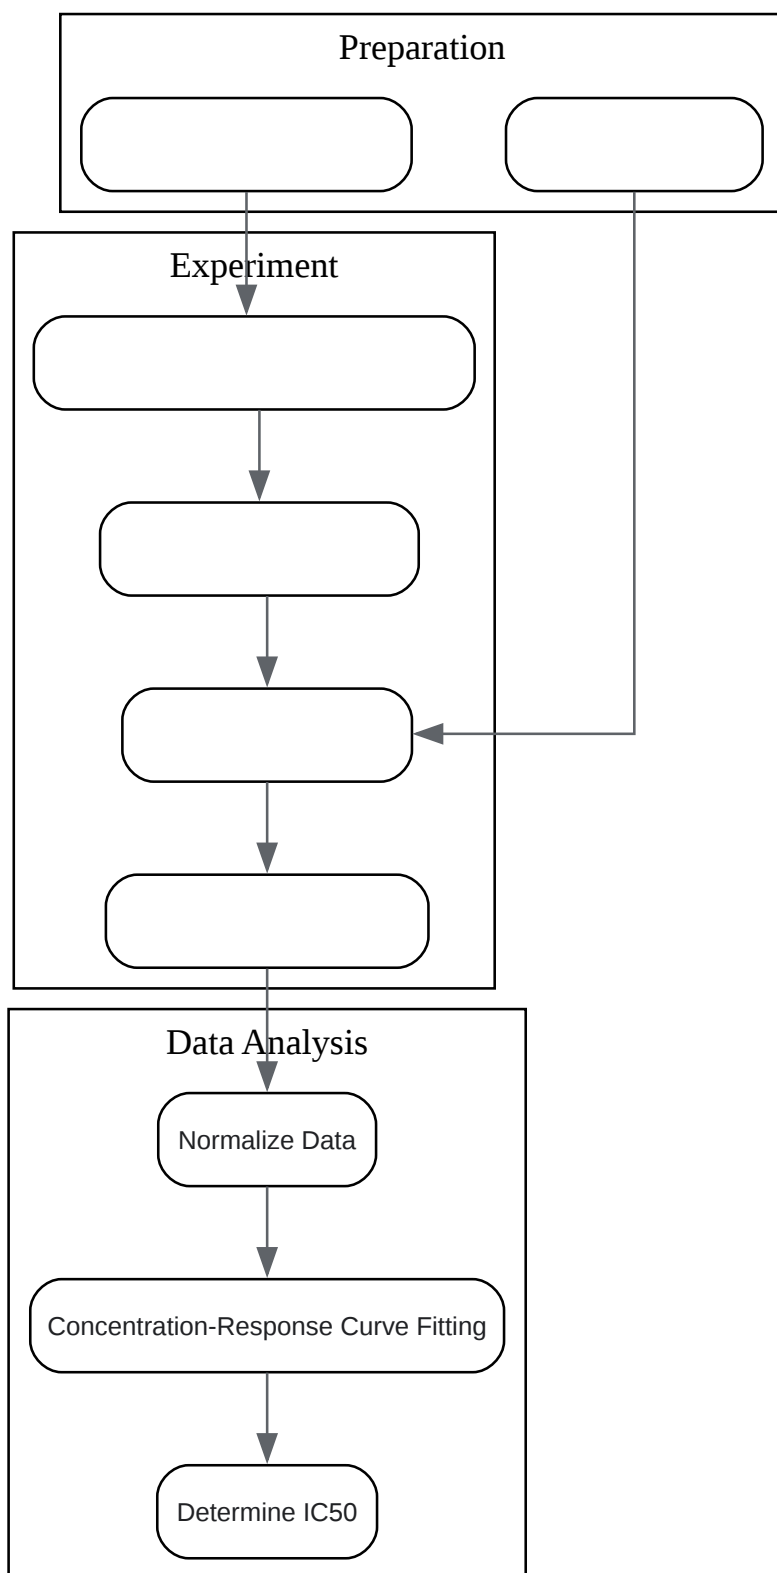 Preparation
Experiment
Data Analysis
Normalize Data
Concentration-Response Curve Fitting
Determine IC50